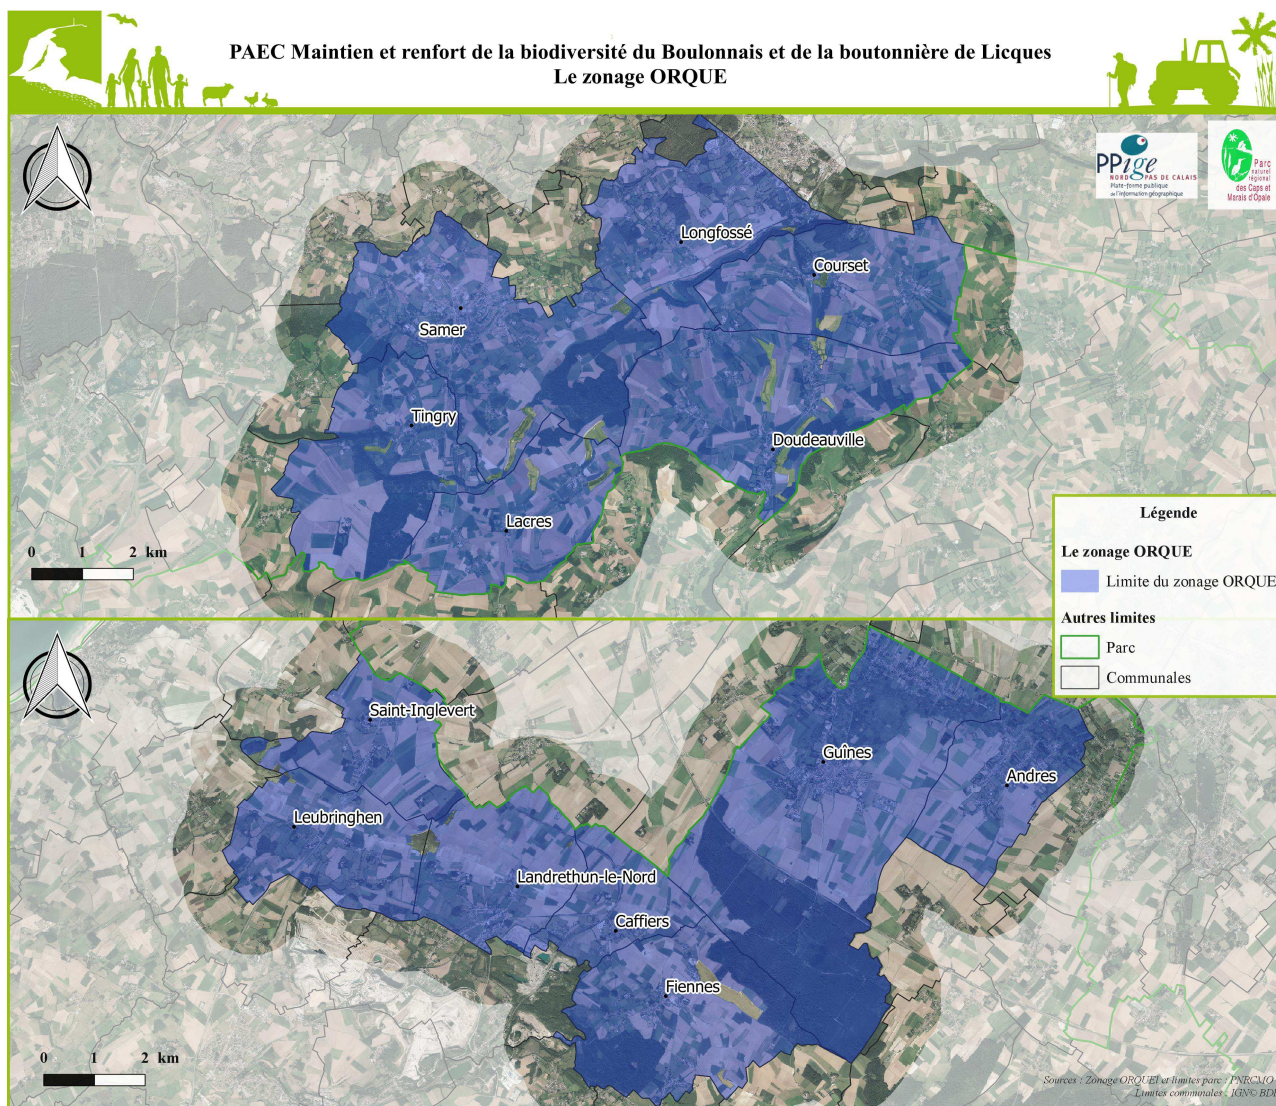 PAEC Maintien et renfort de la biodiversité du Boulonnais et de la boutonnière de Licques
Le zonage ORQUE
PPige
NORD PAS DE CALAIS
Plate-forme publique
de l'information géographique
Parc
naturel
régional
des Caps et
Marais d'Opale
Longfossé
Courset
Samer
Tingry
Doudeauville
Lacres
0 1 2 km
Légende
Le zonage ORQUE
Limite du zonage ORQUE
Autres limites
Parc
Communales
Saint-Inglevert
Guînes
Andres
Leubringhen
Landrethun-le-Nord
Caffiers
Fiennes
0 1 2 km
Sources : Zonage ORQUEl et limites parc : PNRCMO
Limites communales : IGN© BD